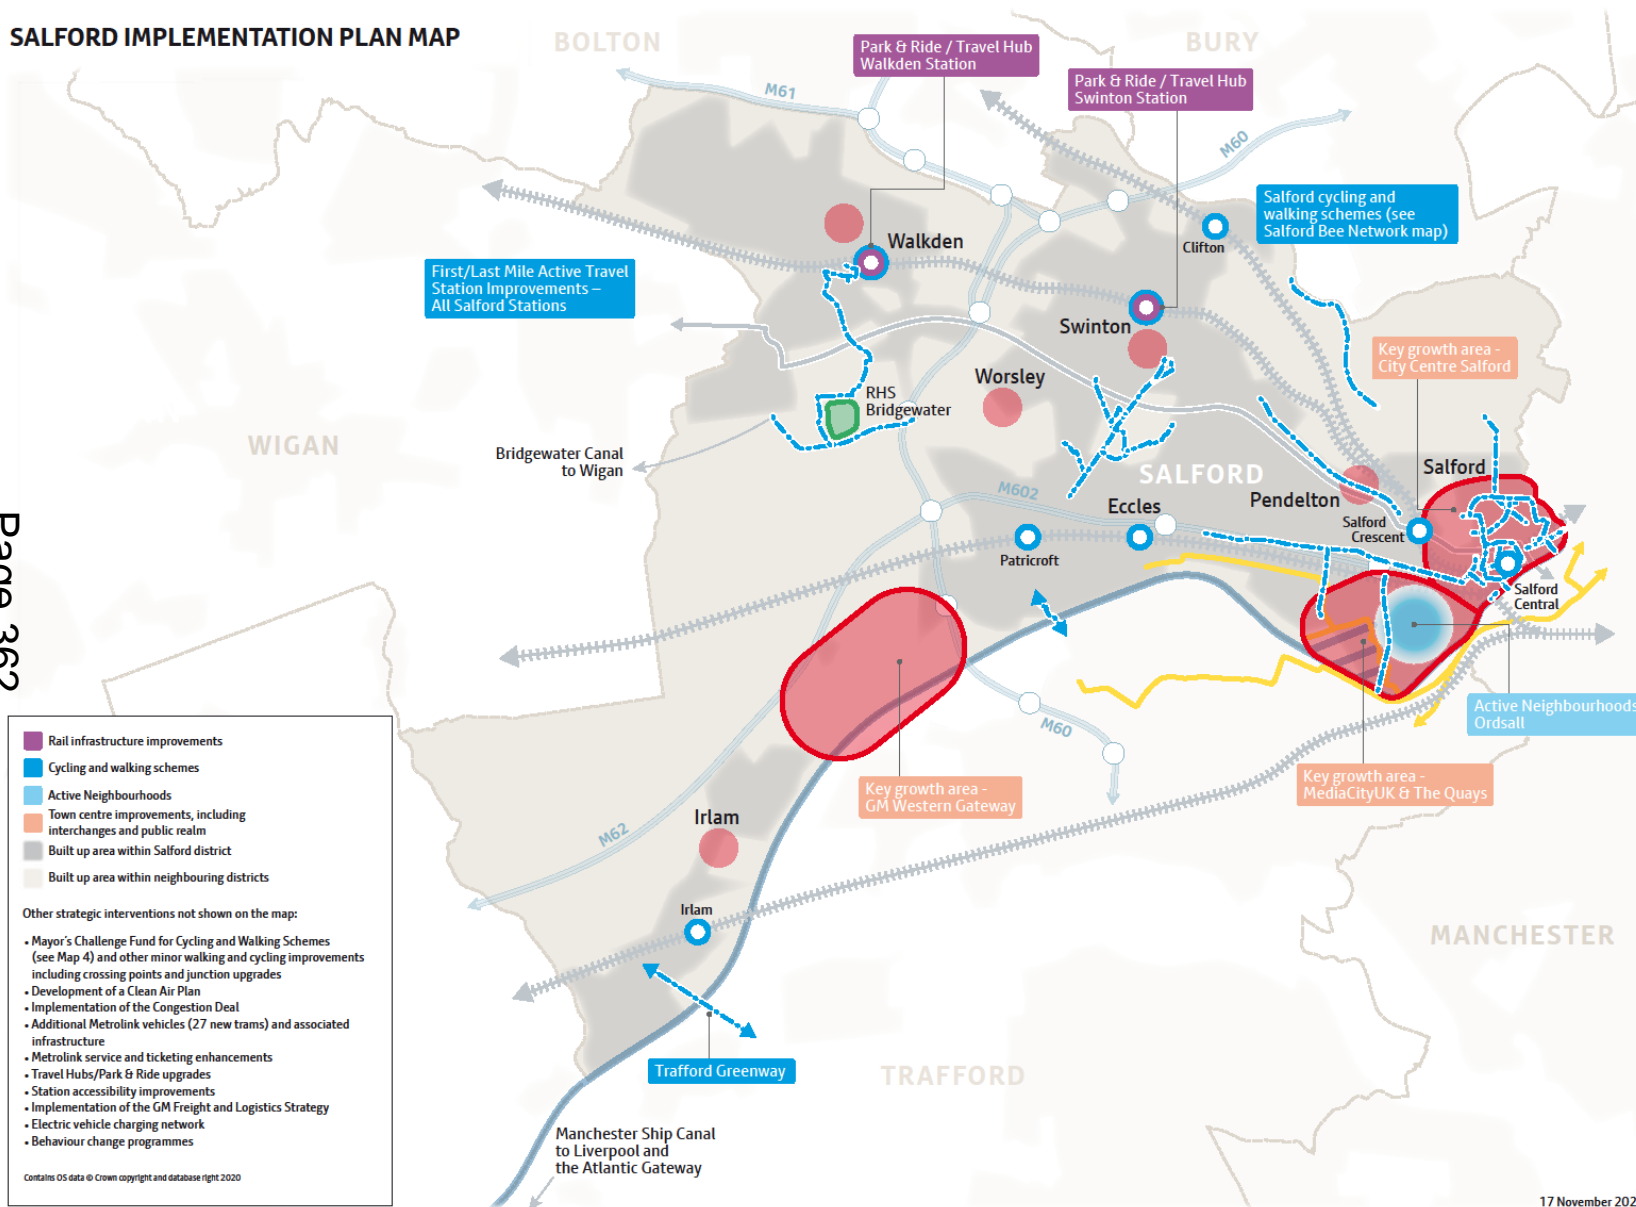 SALFORD IMPLEMENTATION PLAN MAP
BOLTON
BURY
Park & Ride / Travel Hub
Walkden Station
Park & Ride / Travel Hub
Swinton Station
M61
M60
Salford cycling and
walking schemes (see
Salford Bee Network map)
Clifton
Walkden
First/Last Mile Active Travel
Station Improvements –
All Salford Stations
Swinton
Key growth area -
City Centre Salford
Worsley
RHS
Bridgewater
WIGAN
Bridgewater Canal
to Wigan
SALFORD
Salford
M602
Eccles
Pendelton
Salford
Crescent
Patricroft
Salford
Central
Page 362
Active Neighbourhoods
Ordsall
M60
Key growth area -
GM Western Gateway
Key growth area -
MediaCityUK & The Quays
M62
Irlam
Irlam
MANCHESTER
Trafford Greenway
TRAFFORD
Manchester Ship Canal
to Liverpool and
the Atlantic Gateway
Rail infrastructure improvements
Cycling and walking schemes
Active Neighbourhoods
Town centre improvements, including
interchanges and public realm
Built up area within Salford district
Built up area within neighbouring districts
Other strategic interventions not shown on the map:
• Mayor's Challenge Fund for Cycling and Walking Schemes
(see Map 4) and other minor walking and cycling improvements
including crossing points and junction upgrades
• Development of a Clean Air Plan
• Implementation of the Congestion Deal
• Additional Metrolink vehicles (27 new trams) and associated
infrastructure
• Metrolink service and ticketing enhancements
• Travel Hubs/Park & Ride upgrades
• Station accessibility improvements
• Implementation of the GM Freight and Logistics Strategy
• Electric vehicle charging network
• Behaviour change programmes
Contains OS data © Crown copyright and database right 2020
17 November 202